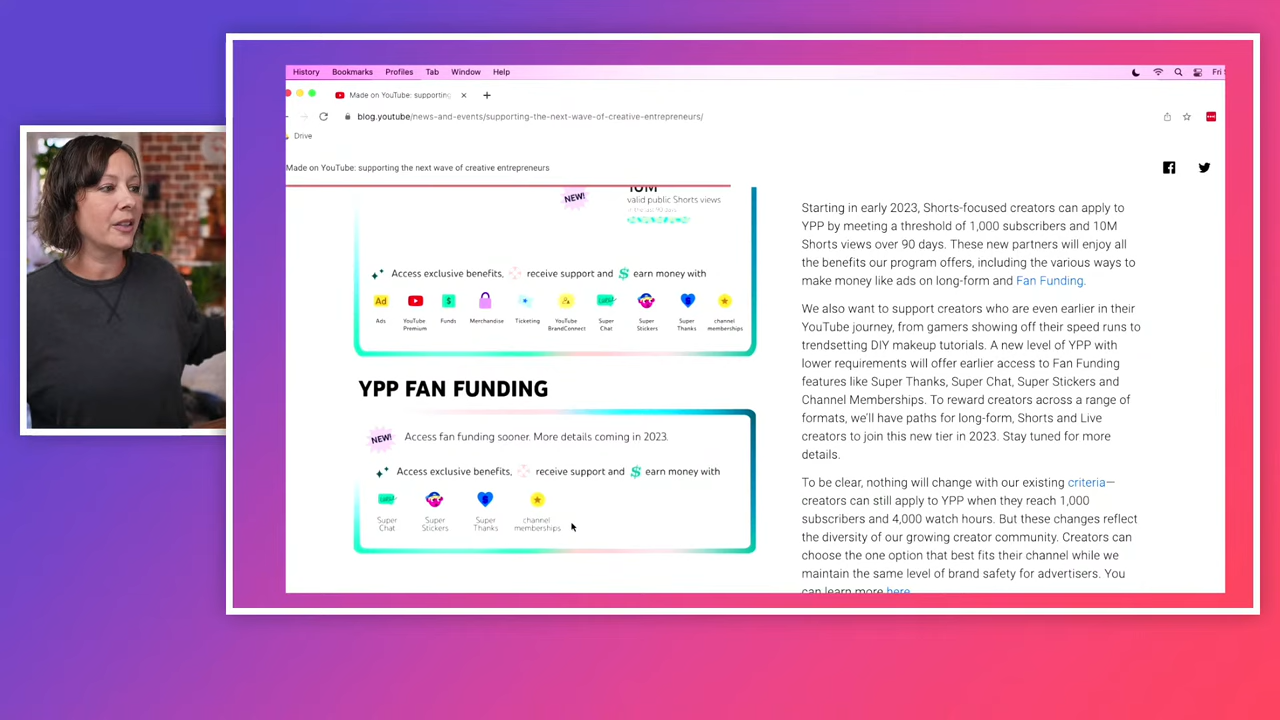 History Bookmarks Profiles Tab Window Help
Fri
Made on YouTube: supporting
blog.youtube/news-and-events/supporting-the-next-wave-of-creative-entrepreneurs/
Drive
Made on YouTube: supporting the next wave of creative entrepreneurs
NEW!
10M
valid public Shorts views
in the last 90 days
Access exclusive benefits, receive support and $ earn money with
Ad
$
Ads
YouTube
Premium
Funds
Merchandise
Ticketing
YouTube
BrandConnect
Super
Chat
Super
Stickers
Super
Thanks
channel
memberships
YPP FAN FUNDING
NEW!
Access fan funding sooner. More details coming in 2023.
Access exclusive benefits, receive support and $ earn money with
Super
Chat
Super
Stickers
Super
Thanks
channel
memberships
Starting in early 2023, Shorts-focused creators can apply to
YPP by meeting a threshold of 1,000 subscribers and 10M
Shorts views over 90 days. These new partners will enjoy all
the benefits our program offers, including the various ways to
make money like ads on long-form and Fan Funding.
We also want to support creators who are even earlier in their
YouTube journey, from gamers showing off their speed runs to
trendsetting DIY makeup tutorials. A new level of YPP with
lower requirements will offer earlier access to Fan Funding
features like Super Thanks, Super Chat, Super Stickers and
Channel Memberships. To reward creators across a range of
formats, we'll have paths for long-form, Shorts and Live
creators to join this new tier in 2023. Stay tuned for more
details.
To be clear, nothing will change with our existing criteria—
creators can still apply to YPP when they reach 1,000
subscribers and 4,000 watch hours. But these changes reflect
the diversity of our growing creator community. Creators can
choose the one option that best fits their channel while we
maintain the same level of brand safety for advertisers. You
can learn more here.